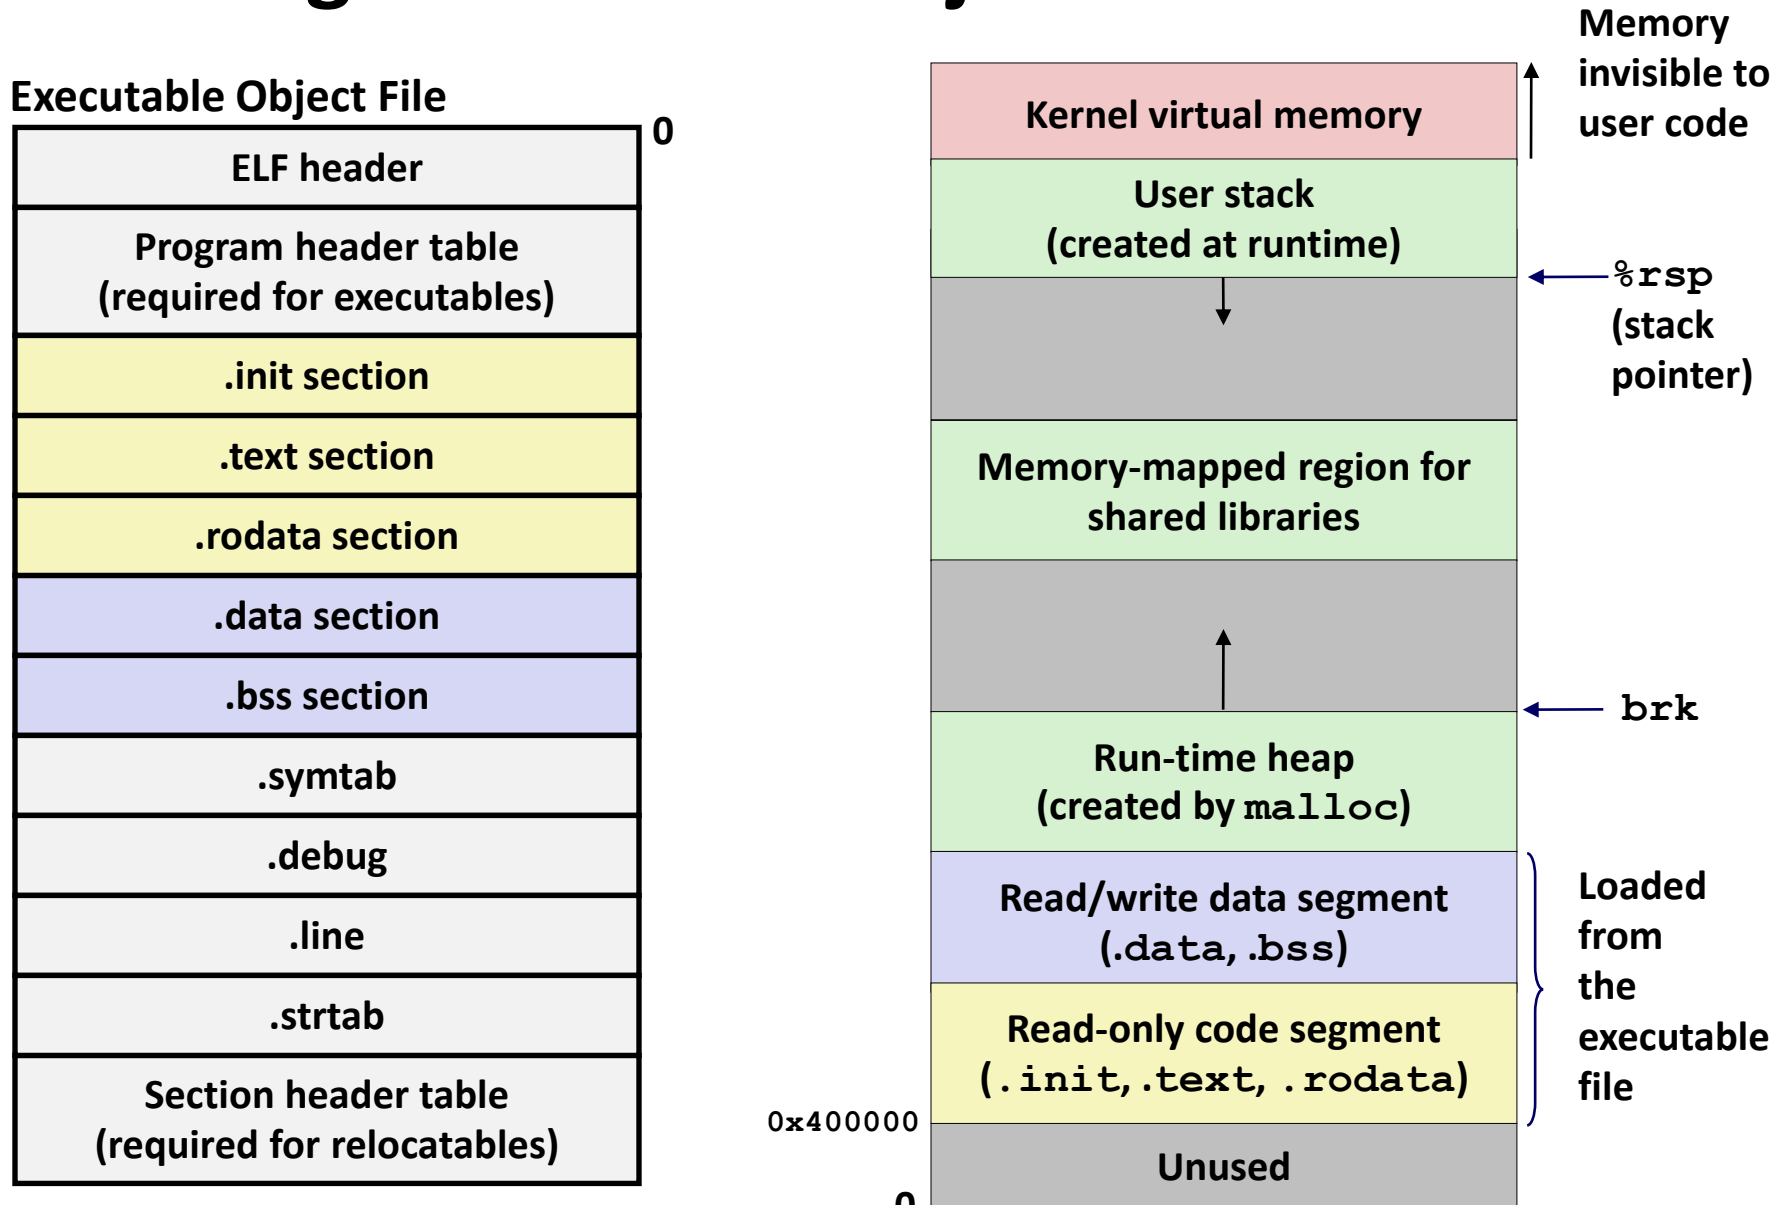 Executable Object File
0
ELF header
Program header table
(required for executables)
.init section
.text section
.rodata section
.data section
.bss section
.symtab
.debug
.line
.strtab
Section header table
(required for relocatables)
Kernel virtual memory
User stack
(created at runtime)
Memory-mapped region for
shared libraries
Run-time heap
(created by malloc)
Read/write data segment
(.data, .bss)
Read-only code segment
(.init, .text, .rodata)
Unused
0x400000
0
Memory
invisible to
user code
%rsp
(stack
pointer)
brk
Loaded
from
the
executable
file